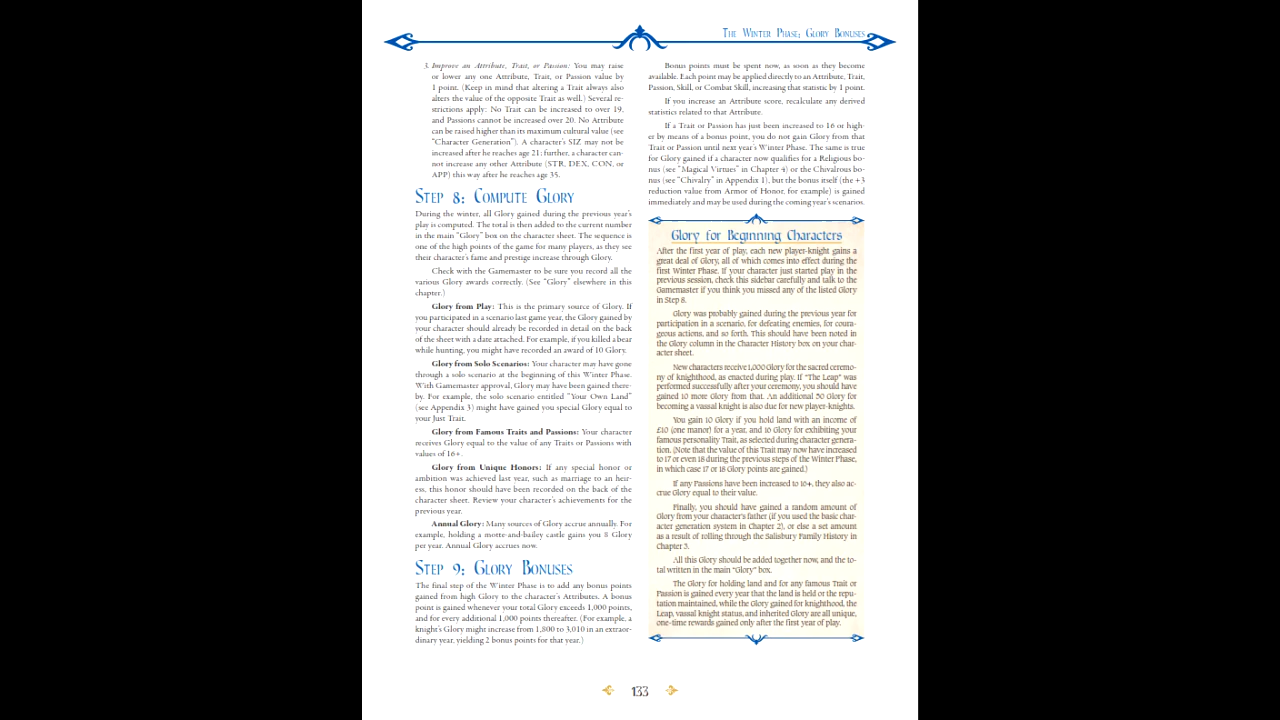 The Winter Phase: Glory Bonuses
3. Improve an Attribute, Trait, or Passion: You may raise
or lower any one Attribute, Trait, or Passion value by
1 point. (Keep in mind that altering a Trait always also
alters the value of the opposite Trait as well.) Several re-
strictions apply: No Trait can be increased to over 19,
and Passions cannot be increased over 20. No Attribute
can be raised higher than its maximum cultural value (see
"Character Generation"). A character's SIZ may not be
increased after he reaches age 21; further, a character can-
not increase any other Attribute (STR, DEX, CON, or
APP) this way after he reaches age 35.
Step 8: Compute Glory
During the winter, all Glory gained during the previous year's
play is computed. The total is then added to the current number
in the main "Glory" box on the character sheet. The sequence is
one of the high points of the game for many players, as they see
their character's fame and prestige increase through Glory.
Check with the Gamemaster to be sure you record all the
various Glory awards correctly. (See "Glory" elsewhere in this
chapter.)
Glory from Play: This is the primary source of Glory. If
you participated in a scenario last game year, the Glory gained by
your character should already be recorded in detail on the back
of the sheet with a date attached. For example, if you killed a bear
while hunting, you might have recorded an award of 10 Glory.
Glory from Solo Scenarios: Your character may have gone
through a solo scenario at the beginning of this Winter Phase.
With Gamemaster approval, Glory may have been gained there-
by. For example, the solo scenario entitled "Your Own Land"
(see Appendix 3) might have gained you special Glory equal to
your Just Trait.
Glory from Famous Traits and Passions: Your character
receives Glory equal to the value of any Traits or Passions with
values of 16+.
Glory from Unique Honors: If any special honor or
ambition was achieved last year, such as marriage to an heir-
ess, this honor should have been recorded on the back of the
character sheet. Review your character's achievements for the
previous year.
Annual Glory: Many sources of Glory accrue annually. For
example, holding a motte-and-bailey castle gains you 8 Glory
per year. Annual Glory accrues now.
Step 9: Glory Bonuses
The final step of the Winter Phase is to add any bonus points
gained from high Glory to the character's Attributes. A bonus
point is gained whenever your total Glory exceeds 1,000 points,
and for every additional 1,000 points thereafter. (For example, a
knight's Glory might increase from 1,800 to 3,010 in an extraor-
dinary year, yielding 2 bonus points for that year.)
Bonus points must be spent now, as soon as they become
available. Each point may be applied directly to an Attribute, Trait,
Passion, Skill, or Combat Skill, increasing that statistic by 1 point.
If you increase an Attribute score, recalculate any derived
statistics related to that Attribute.
If a Trait or Passion has just been increased to 16 or high-
er by means of a bonus point, you do not gain Glory from that
Trait or Passion until next year's Winter Phase. The same is true
for Glory gained if a character now qualifies for a Religious bo-
nus (see "Magical Virtues" in Chapter 4) or the Chivalrous bo-
nus (see "Chivalry" in Appendix 1), but the bonus itself (the +3
reduction value from Armor of Honor, for example) is gained
immediately and may be used during the coming year's scenarios.
Glory for Beginning Characters
After the first year of play, each new player-knight gains a
great deal of Glory, all of which comes into effect during the
first Winter Phase. If your character just started play in the
previous session, check this sidebar carefully and talk to the
Gamemaster if you think you missed any of the listed Glory
in Step 8.
Glory was probably gained during the previous year for
participation in a scenario, for defeating enemies, for coura-
geous actions, and so forth. This should have been noted in
the Glory column in the Character History box on your char-
acter sheet.
New characters receive 1,000 Glory for the sacred ceremo-
ny of knighthood, as enacted during play. If "The Leap" was
performed successfully after your ceremony, you should have
gained 10 more Glory from that. An additional 50 Glory for
becoming a vassal knight is also due for new player-knights.
You gain 10 Glory if you hold land with an income of
£10 (one manor) for a year, and 16 Glory for exhibiting your
famous personality Trait, as selected during character genera-
tion. (Note that the value of this Trait may now have increased
to 17 or even 18 during the previous steps of the Winter Phase,
in which case 17 or 18 Glory points are gained.)
If any Passions have been increased to 16+, they also ac-
crue Glory equal to their value.
Finally, you should have gained a random amount of
Glory from your character's father (if you used the basic char-
acter generation system in Chapter 2), or else a set amount
as a result of rolling through the Salisbury Family History in
Chapter 3.
All this Glory should be added together now, and the to-
tal written in the main "Glory" box.
The Glory for holding land and for any famous Trait or
Passion is gained every year that the land is held or the repu-
tation maintained, while the Glory gained for knighthood, the
Leap, vassal knight status, and inherited Glory are all unique,
one-time rewards gained only after the first year of play.
133